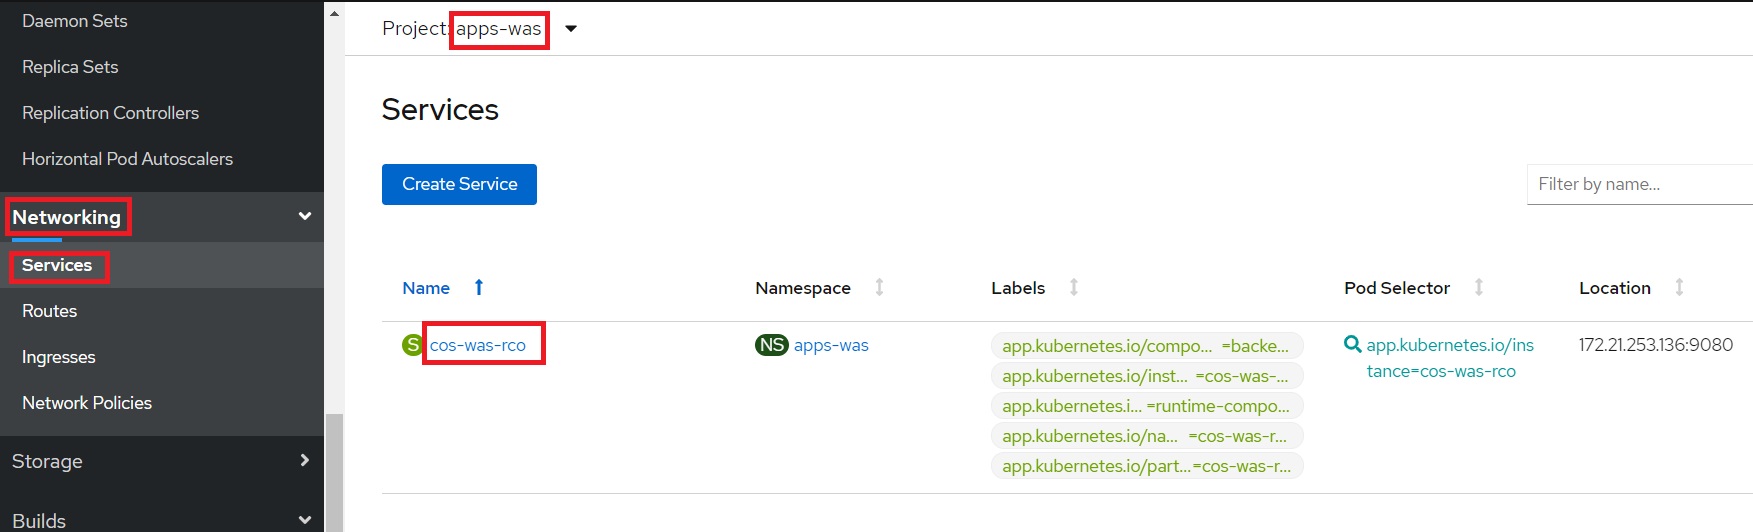 Daemon Sets
Replica Sets
Replication Controllers
Horizontal Pod Autoscalers
Networking
Services
Routes
Ingresses
Network Policies
Storage
Builds
Project: apps-was
Services
Create Service
Filter by name...
Name Namespace Labels Pod Selector Location
S cos-was-rco NS apps-was app.kubernetes.io/compo... =backe... app.kubernetes.io/ins 172.21.253.136:9080
app.kubernetes.io/inst... =cos-was-... tance=cos-was-rco
app.kubernetes.i... =runtime-compo...
app.kubernetes.io/na... =cos-was-r...
app.kubernetes.io/part...=cos-was-r...